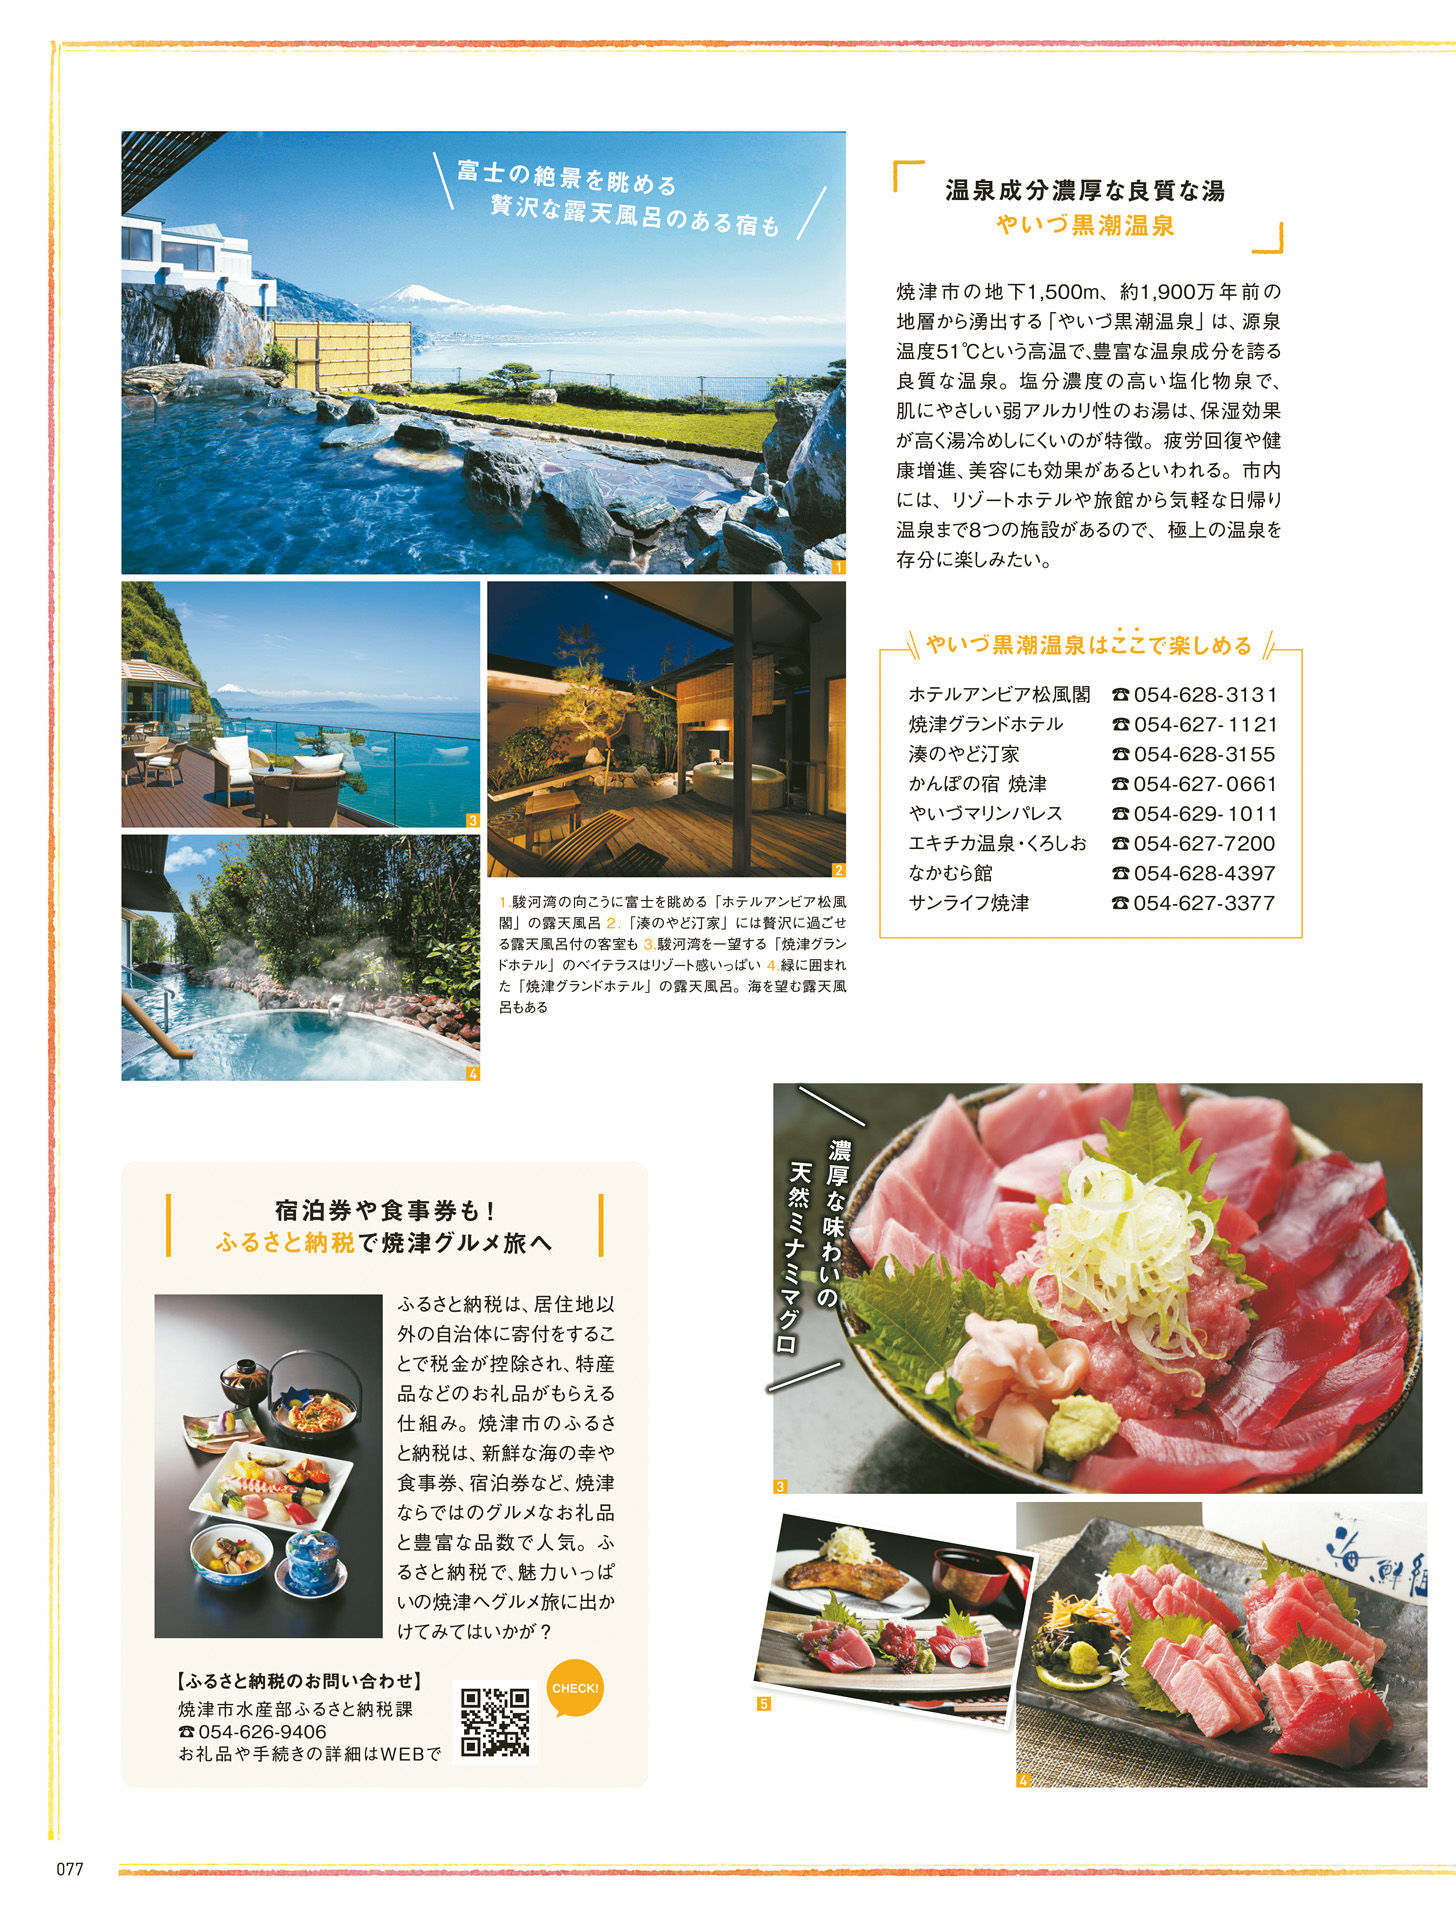 富士の絶景を眺める
贅沢な露天風呂のある宿も
1
3
2
4
1.駿河湾の向こうに富士を眺める「ホテルアンビア松風
閣」の露天風呂 2.「湊のやど汀家」には贅沢に過ごせ
る露天風呂付の客室も 3.駿河湾を一望する「焼津グラン
ドホテル」のベイテラスはリゾート感いっぱい 4.緑に囲まれ
た「焼津グランドホテル」の露天風呂。海を望む露天風
呂もある
温泉成分濃厚な良質な湯
やいづ黒潮温泉
焼津市の地下1,500m、約1,900万年前の
地層から湧出する「やいづ黒潮温泉」は、源泉
温度51℃という高温で、豊富な温泉成分を誇る
良質な温泉。塩分濃度の高い塩化物泉で、
肌にやさしい弱アルカリ性のお湯は、保湿効果
が高く湯冷めしにくいのが特徴。疲労回復や健
康増進、美容にも効果があるといわれる。市内
には、リゾートホテルや旅館から気軽な日帰り
温泉まで8つの施設があるので、極上の温泉を
存分に楽しみたい。
やいづ黒潮温泉はここで楽しめる
ホテルアンビア松風閣 ☎054-628-3131
焼津グランドホテル ☎054-627-1121
湊のやど汀家 ☎054-628-3155
かんぽの宿 焼津 ☎054-627-0661
やいづマリンパレス ☎054-629-1011
エキチカ温泉・くろしお ☎054-627-7200
なかむら館 ☎054-628-4397
サンライフ焼津 ☎054-627-3377
濃厚な味わいの
天然ミナミマグロ
3
5
4
海鮮組
宿泊券や食事券も！
ふるさと納税で焼津グルメ旅へ
ふるさと納税は、居住地以
外の自治体に寄付をするこ
とで税金が控除され、特産
品などのお礼品がもらえる
仕組み。焼津市のふるさ
と納税は、新鮮な海の幸や
食事券、宿泊券など、焼津
ならではのグルメなお礼品
と豊富な品数で人気。ふ
るさと納税で、魅力いっぱ
いの焼津へグルメ旅に出か
けてみてはいかが？
【ふるさと納税のお問い合わせ】
焼津市水産部ふるさと納税課
☎054-626-9406
お礼品や手続きの詳細はWEBで
CHECK!
077